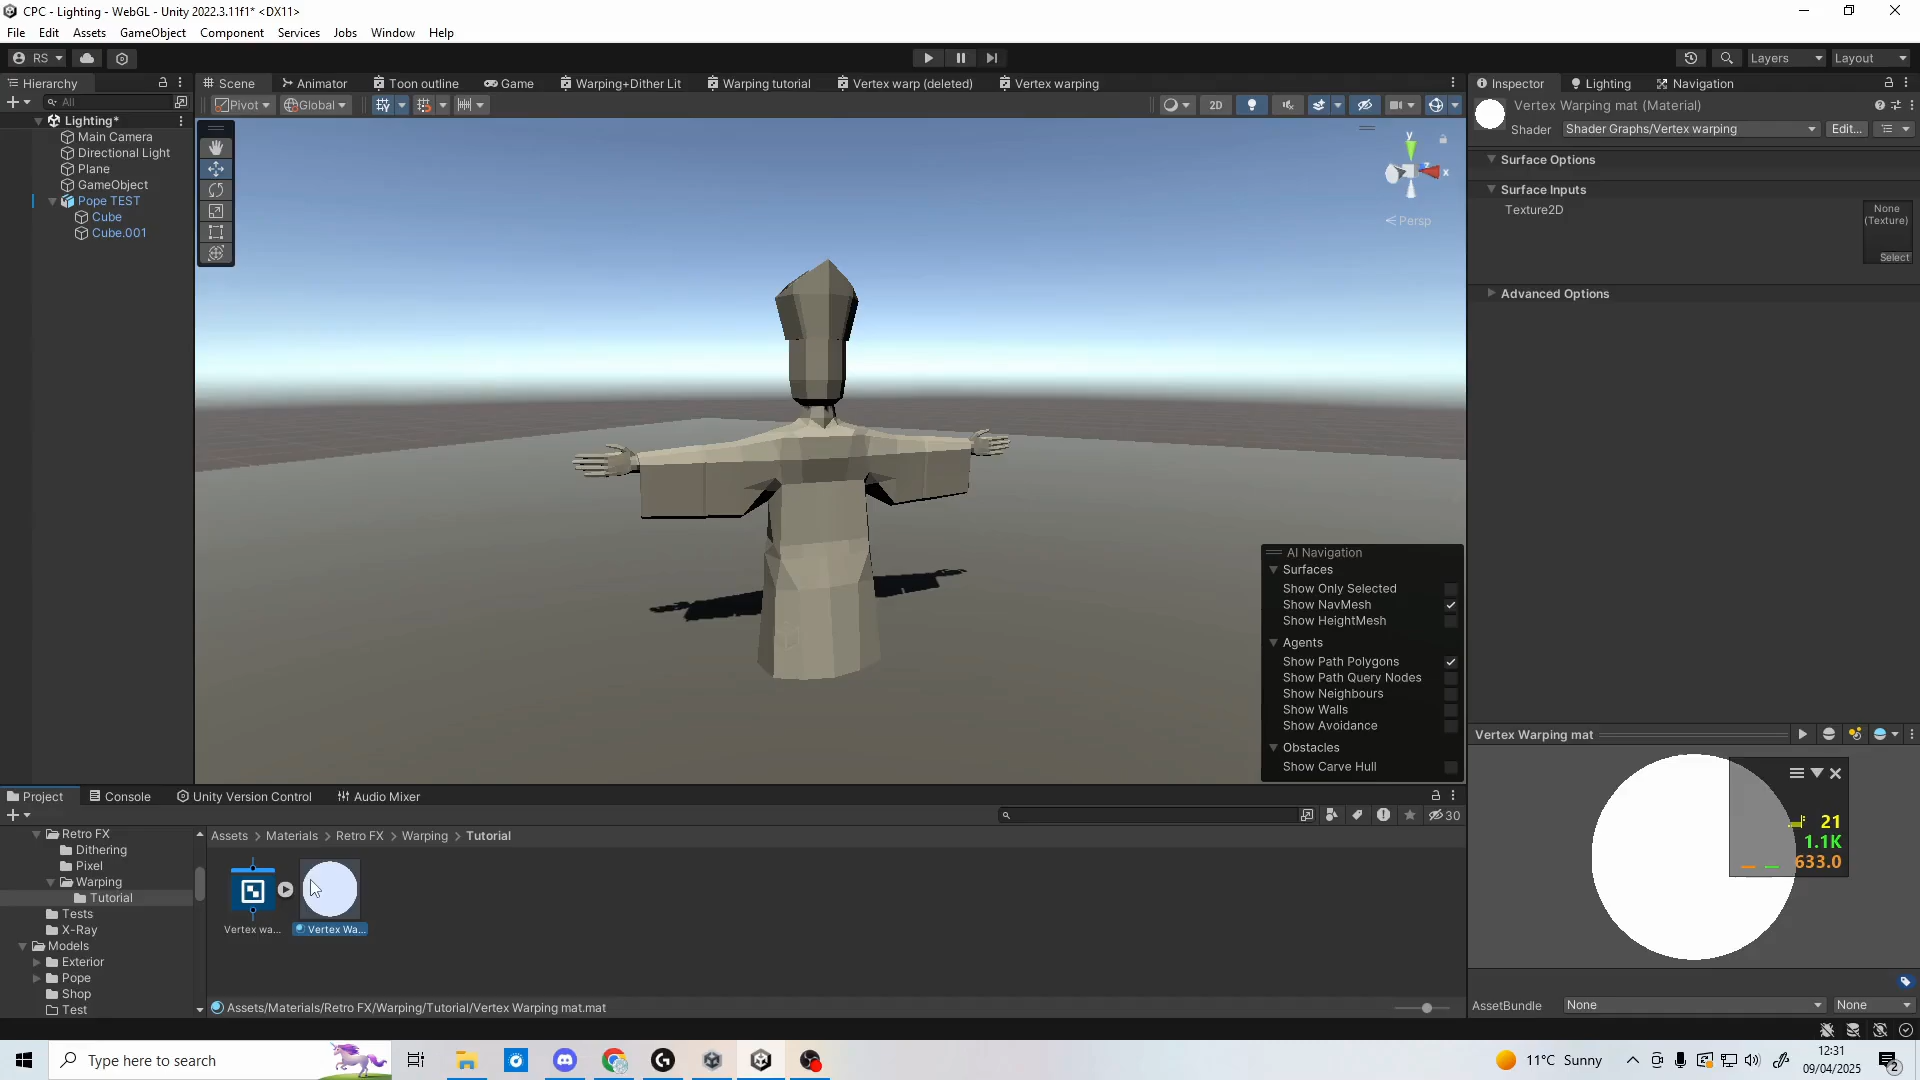 CPC - Lighting - WebGL - Unity 2022.3.11f1* <DX11>
File Edit Assets GameObject Component Services Jobs Window Help
RS
Layers
Layout
Hierarchy
Scene
Animator
Toon outline
Game
Warping+Dither Lit
Warping tutorial
Vertex warp (deleted)
Vertex warping
Inspector
Lighting
Navigation
All
Pivot
Global
2D
Lighting*
Main Camera
Directional Light
Plane
GameObject
Pope TEST
Cube
Cube.001
y
x
z
Persp
Vertex Warping mat (Material)
Shader
Shader Graphs/Vertex warping
Edit...
Surface Options
Surface Inputs
Texture2D
None
(Texture)
Select
Advanced Options
AI Navigation
Surfaces
Show Only Selected
Show NavMesh
Show HeightMesh
Agents
Show Path Polygons
Show Path Query Nodes
Show Neighbours
Show Walls
Show Avoidance
Obstacles
Show Carve Hull
Vertex Warping mat
21
1.1K
633.0
AssetBundle
None
None
Project
Console
Unity Version Control
Audio Mixer
30
Retro FX
Dithering
Pixel
Warping
Tutorial
Tests
X-Ray
Models
Exterior
Pope
Shop
Test
Assets > Materials > Retro FX > Warping > Tutorial
Vertex wa...
Vertex Wa...
Assets/Materials/Retro FX/Warping/Tutorial/Vertex Warping mat.mat
Type here to search
11°C Sunny
12:31
09/04/2025
2